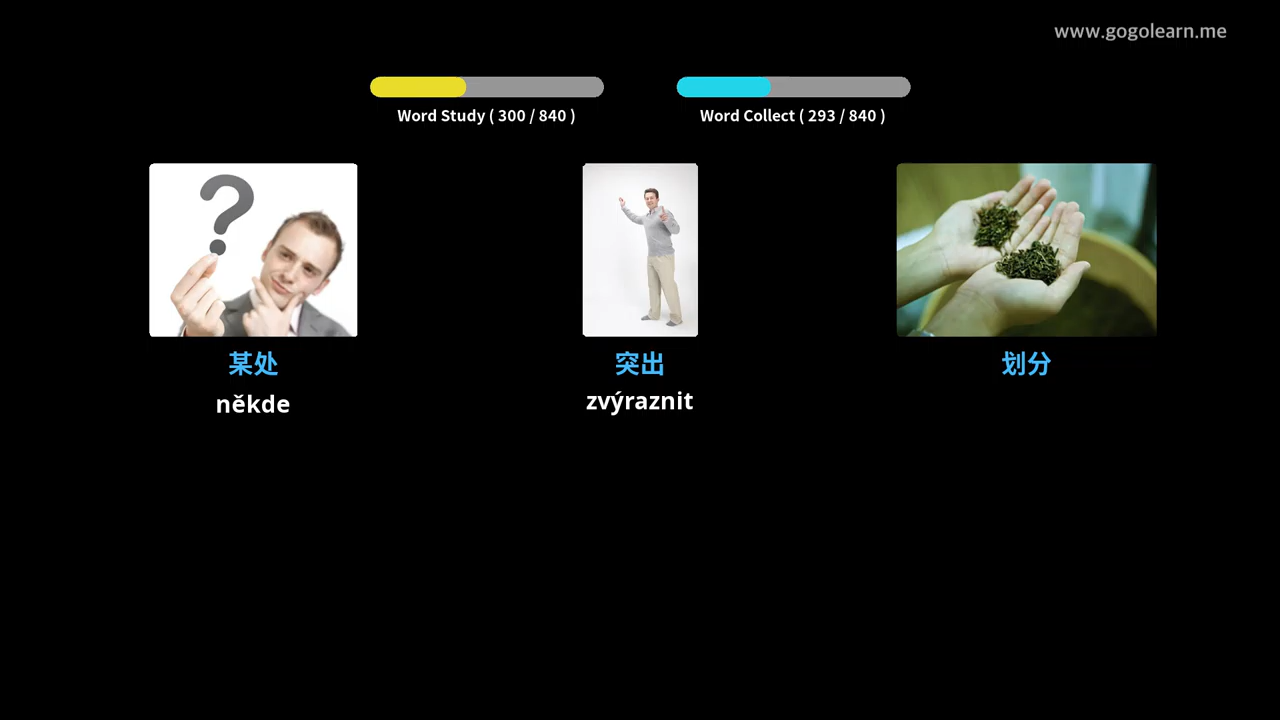 www.gogolearn.me
Word Study ( 300 / 840 )
Word Collect ( 293 / 840 )
某处
突出
划分
někde
zvýraznit